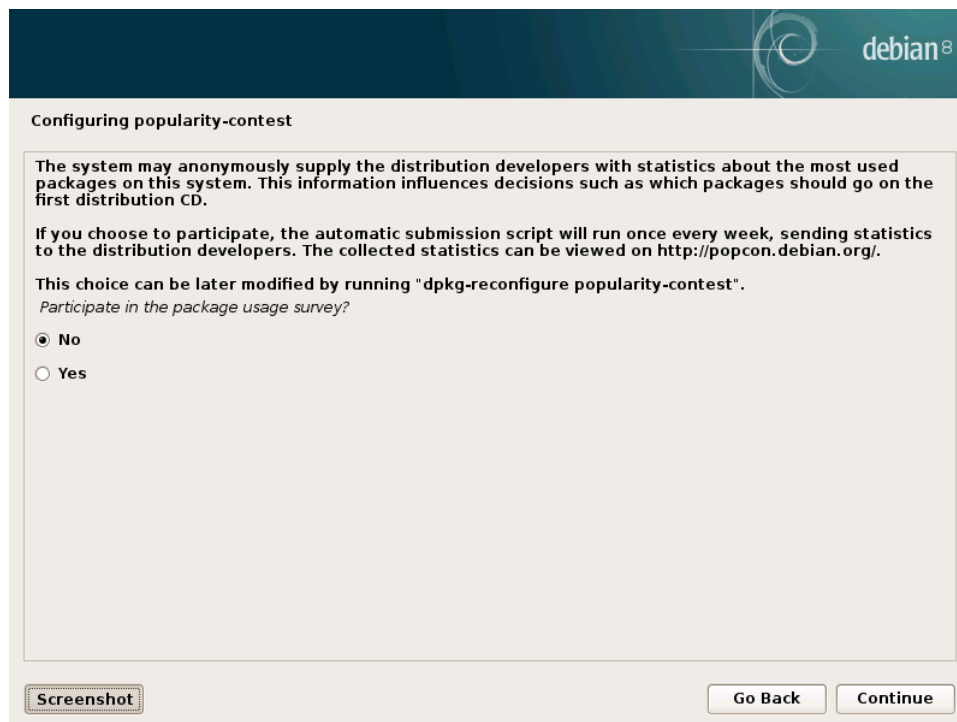 debian 8
Configuring popularity-contest
The system may anonymously supply the distribution developers with statistics about the most used
packages on this system. This information influences decisions such as which packages should go on the
first distribution CD.
If you choose to participate, the automatic submission script will run once every week, sending statistics
to the distribution developers. The collected statistics can be viewed on http://popcon.debian.org/.
This choice can be later modified by running "dpkg-reconfigure popularity-contest".
Participate in the package usage survey?
No
Yes
Screenshot Go Back Continue